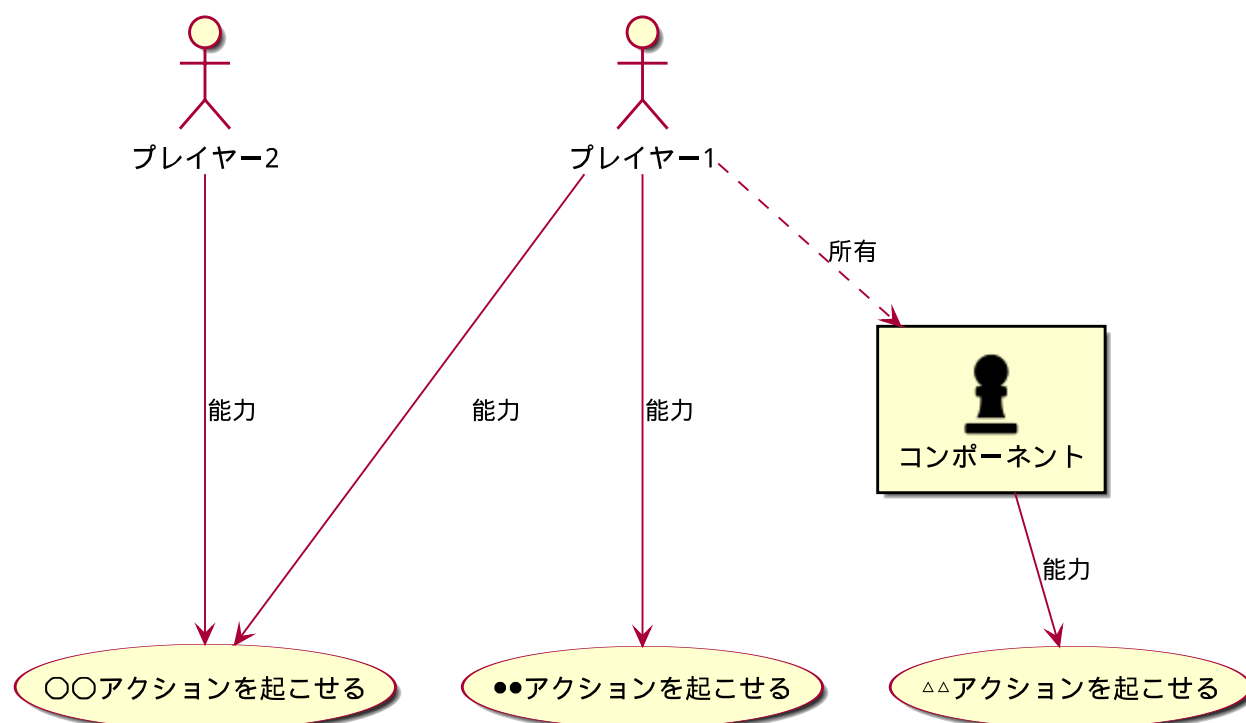 プレイヤー2
プレイヤー1
所有
能力
能力
能力
コンポーネント
能力
〇〇アクションを起こせる
●●アクションを起こせる
△△アクションを起こせる